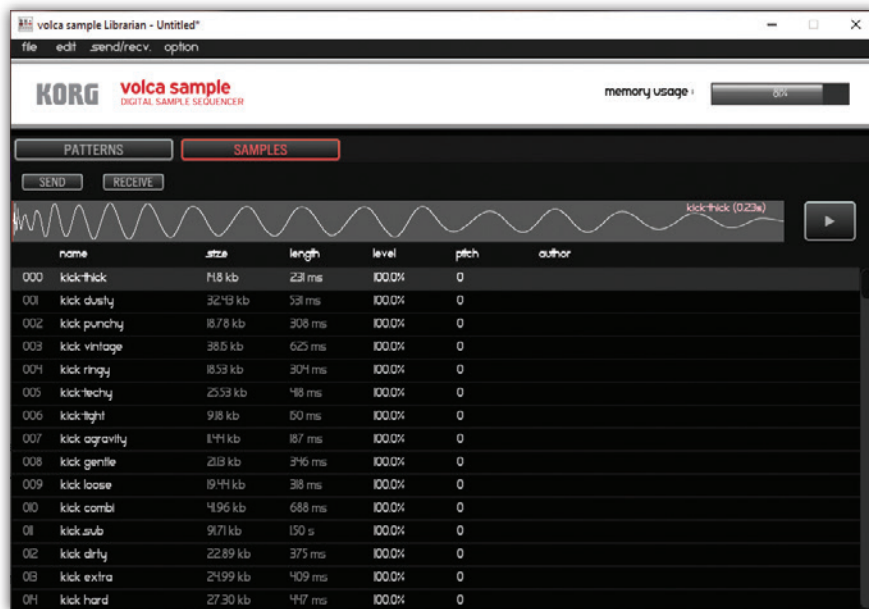 volca sample Librarian - Untitled*
file edit send/recv. option
KORG volca sample memory usage : 80%
DIGITAL SAMPLE SEQUENCER
PATTERNS SAMPLES
SEND RECEIVE
kick-thick (0.23s)
name size length level pitch author
000 kick-thick 14.18 kb 231 ms 100.0% 0
001 kick dusty 32.43 kb 531 ms 100.0% 0
002 kick punchy 18.78 kb 308 ms 100.0% 0
003 kick vintage 38.15 kb 625 ms 100.0% 0
004 kick ringy 18.53 kb 304 ms 100.0% 0
005 kick-techy 25.53 kb 418 ms 100.0% 0
006 kick-tight 9.18 kb 150 ms 100.0% 0
007 kick agravity 11.44 kb 187 ms 100.0% 0
008 kick gentle 21.13 kb 346 ms 100.0% 0
009 kick loose 19.44 kb 318 ms 100.0% 0
010 kick combi 41.96 kb 688 ms 100.0% 0
011 kick sub 91.71 kb 1.50 s 100.0% 0
012 kick dirty 22.89 kb 375 ms 100.0% 0
013 kick extra 24.99 kb 409 ms 100.0% 0
014 kick hard 27.30 kb 447 ms 100.0% 0